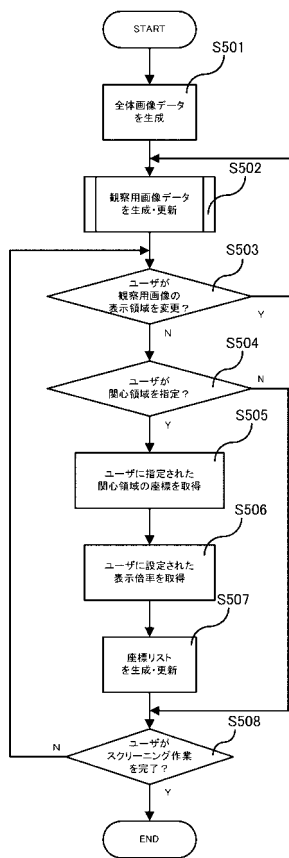 START
S501
全体画像データ
を生成
S502
観察用画像データ
を生成・更新
S503
ユーザが
観察用画像の
表示領域を変更?
Y
N
S504
ユーザが
関心領域を指定?
N
Y
S505
ユーザに指定された
関心領域の座標を取得
S506
ユーザに設定された
表示倍率を取得
S507
座標リスト
を生成・更新
S508
N
ユーザが
スクリーニング作業
を完了?
Y
END